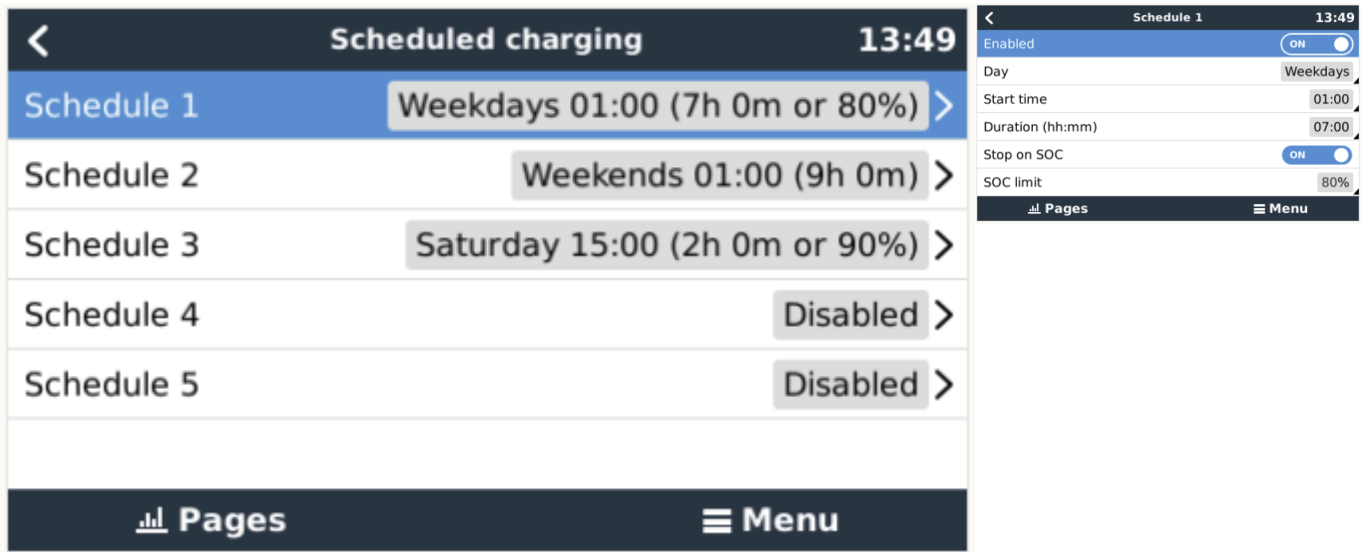 Scheduled charging 13:49
Schedule 1 Weekdays 01:00 (7h 0m or 80%)
Schedule 2 Weekends 01:00 (9h 0m)
Schedule 3 Saturday 15:00 (2h 0m or 90%)
Schedule 4 Disabled
Schedule 5 Disabled
Pages Menu
Schedule 1 13:49
Enabled ON
Day Weekdays
Start time 01:00
Duration (hh:mm) 07:00
Stop on SOC ON
SOC limit 80%
Pages Menu